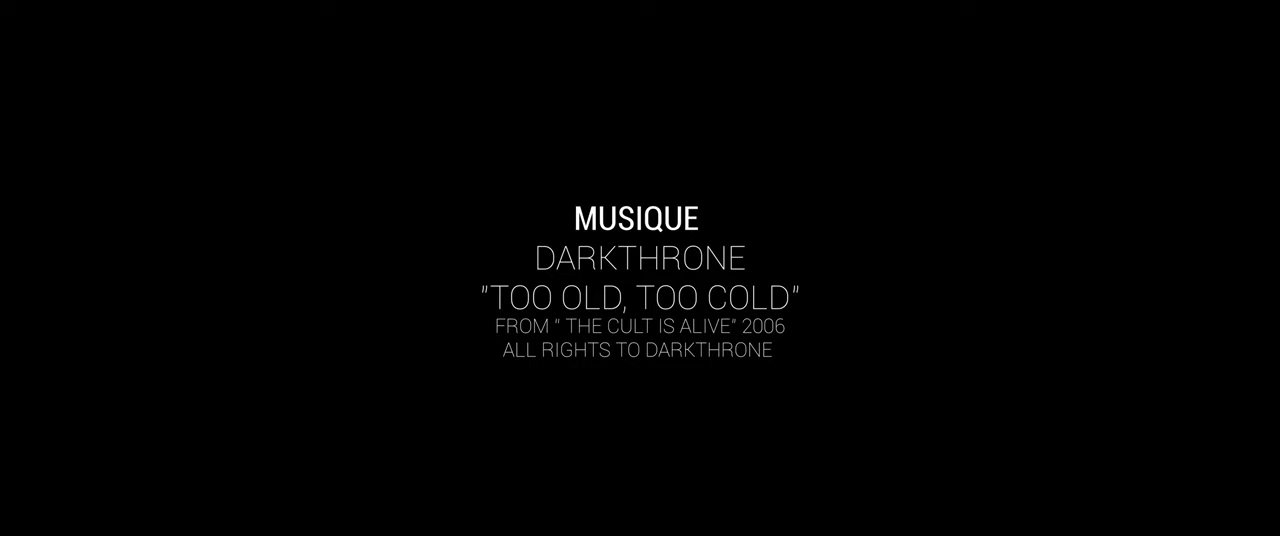 MUSIQUE
DARKTHRONE
"TOO OLD, TOO COLD"
FROM " THE CULT IS ALIVE" 2006
ALL RIGHTS TO DARKTHRONE